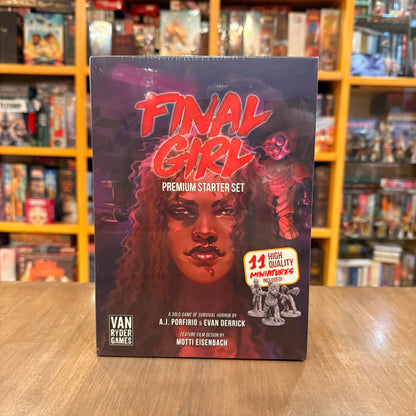 FINAL
GIRL
PREMIUM STARTER SET
11 HIGH
QUALITY
MINIATURES
INCLUDED!
A SOLO GAME OF SURVIVAL HORROR BY
A.J. PORFIRIO & EVAN DERRICK
FEATURE FILM DESIGN BY
MOTTI EISENBACH
VAN
RYDER
GAMES